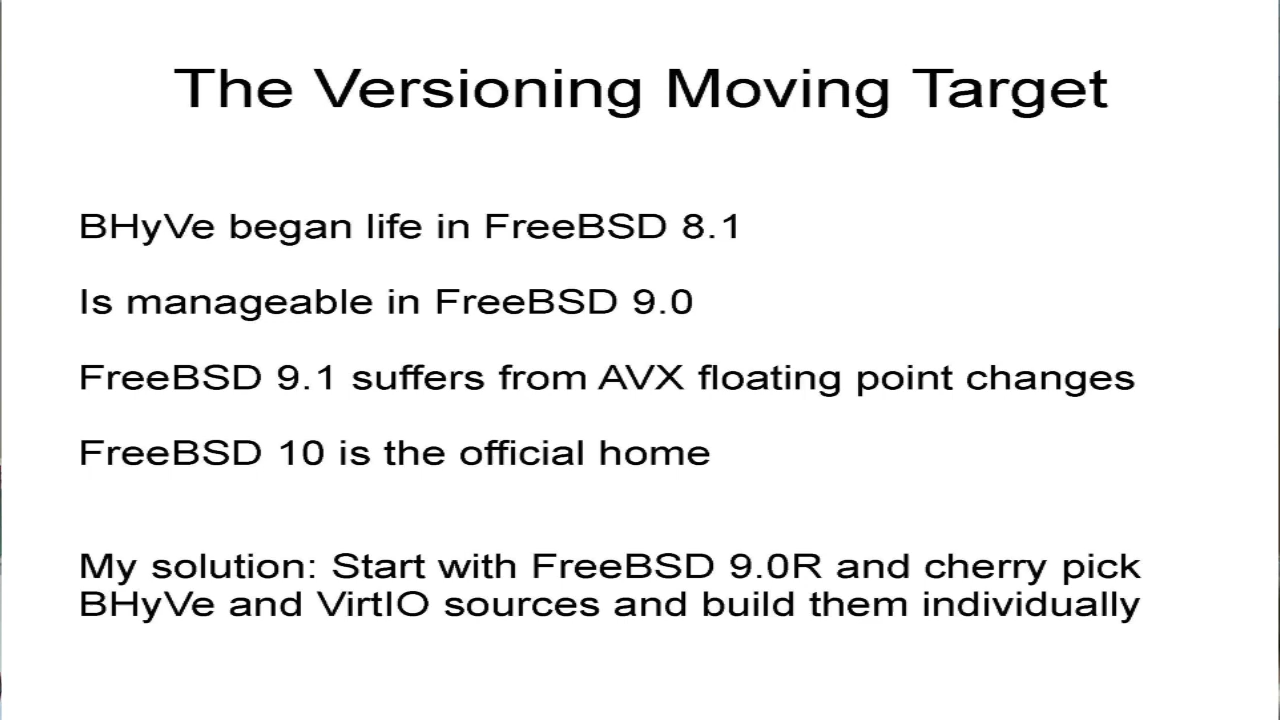 The Versioning Moving Target
BHyVe began life in FreeBSD 8.1
Is manageable in FreeBSD 9.0
FreeBSD 9.1 suffers from AVX floating point changes
FreeBSD 10 is the official home
My solution: Start with FreeBSD 9.0R and cherry pick
BHyVe and VirtIO sources and build them individually